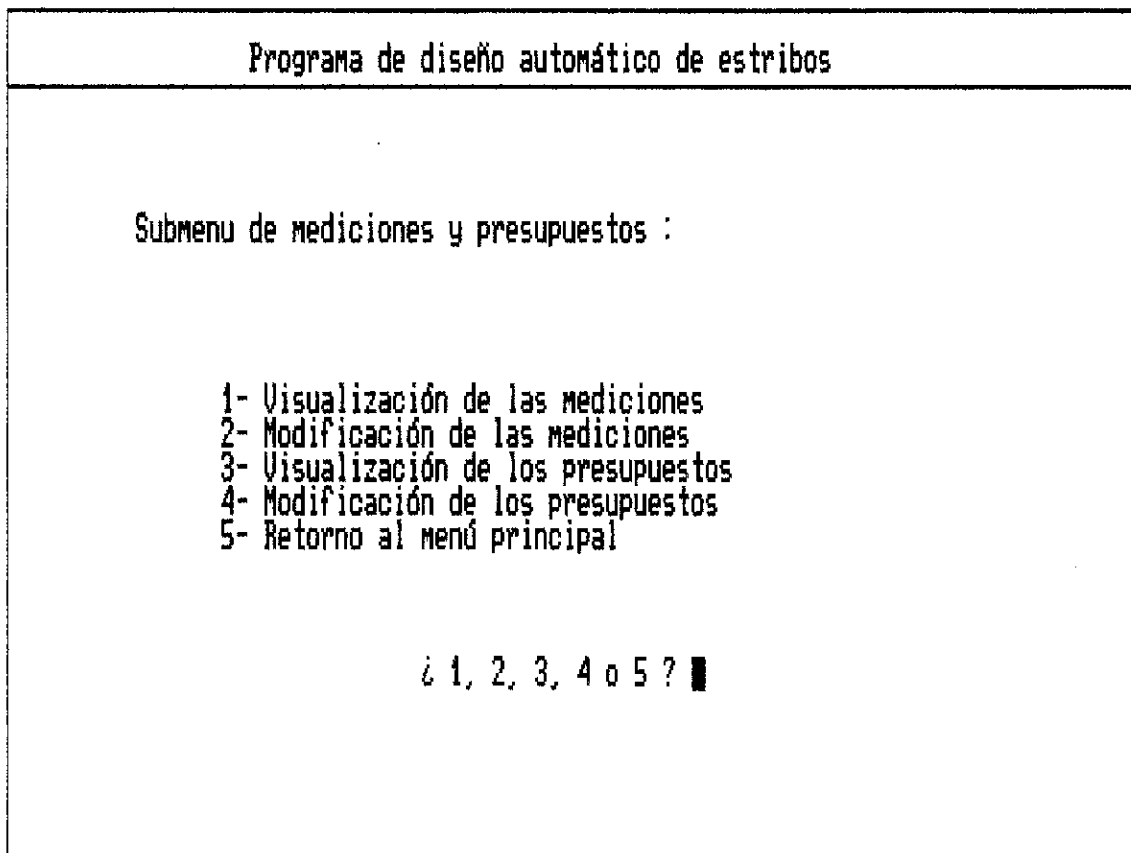 Programa de diseño automático de estribos
Submenu de mediciones y presupuestos :
1- Visualización de las mediciones
2- Modificación de las mediciones
3- Visualización de los presupuestos
4- Modificación de los presupuestos
5- Retorno al menú principal
¿ 1, 2, 3, 4 o 5 ?